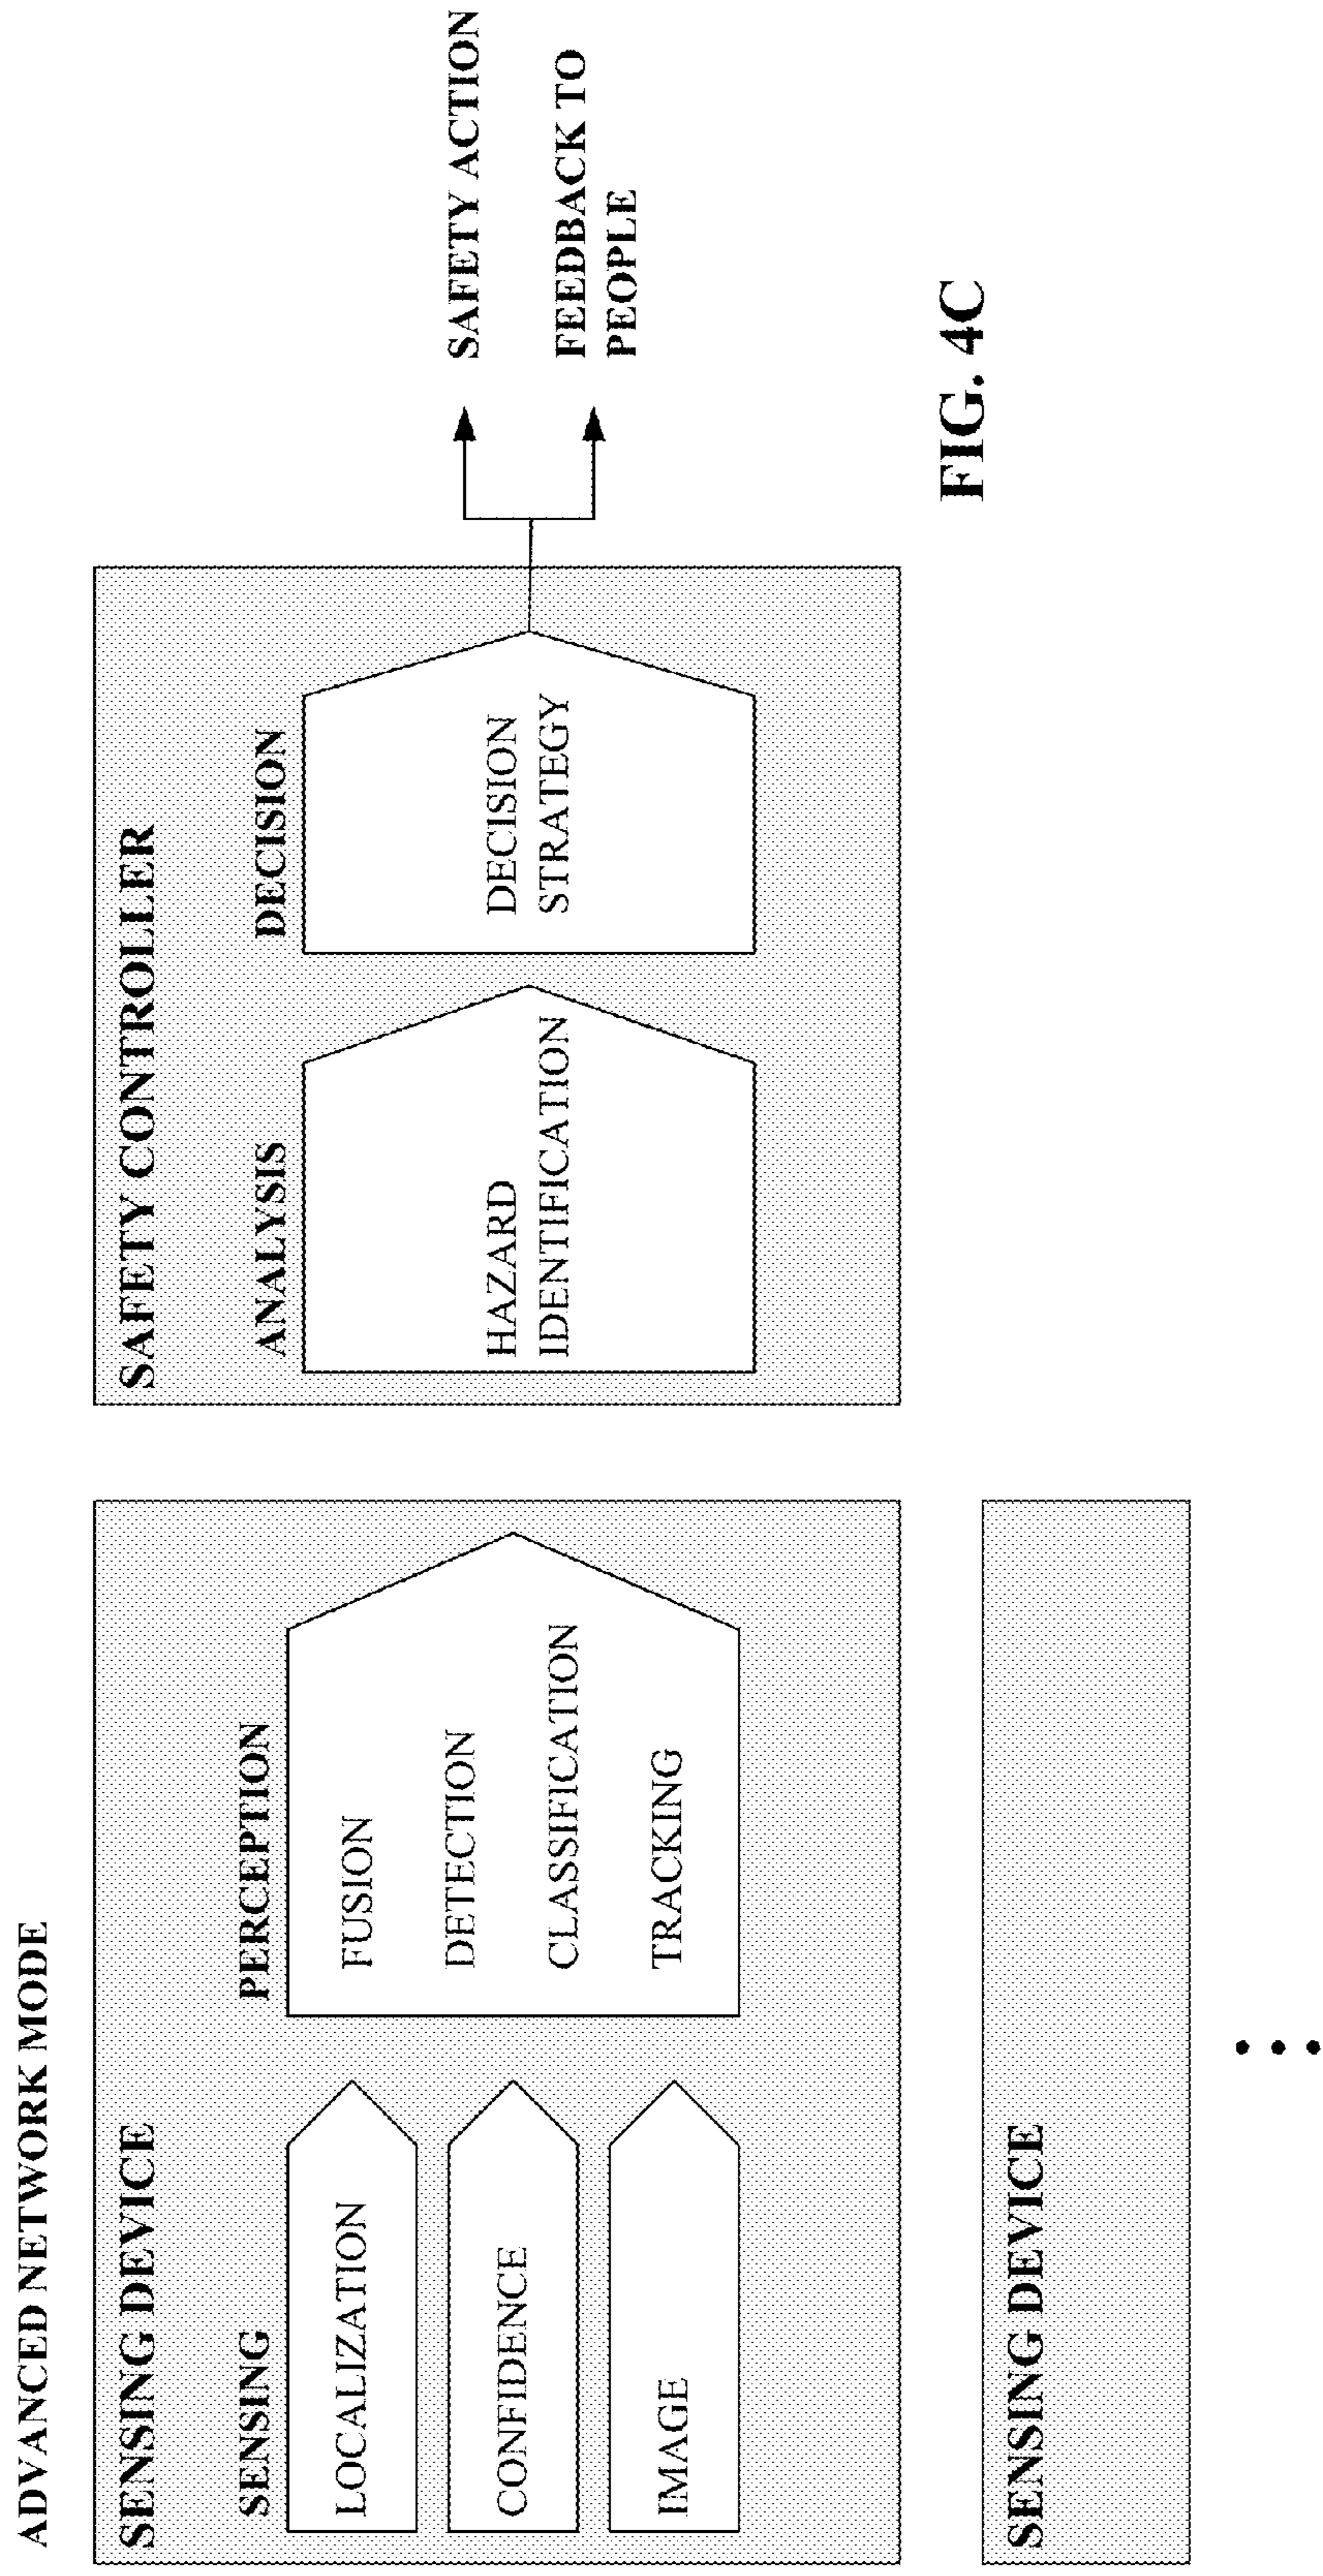 ADVANCED NETWORK MODE
SENSING DEVICE
SENSING
LOCALIZATION
CONFIDENCE
IMAGE
PERCEPTION
FUSION
DETECTION
CLASSIFICATION
TRACKING
SAFETY CONTROLLER
ANALYSIS
HAZARD
IDENTIFICATION
DECISION
DECISION
STRATEGY
SAFETY ACTION
FEEDBACK TO
PEOPLE
SENSING DEVICE
FIG. 4C